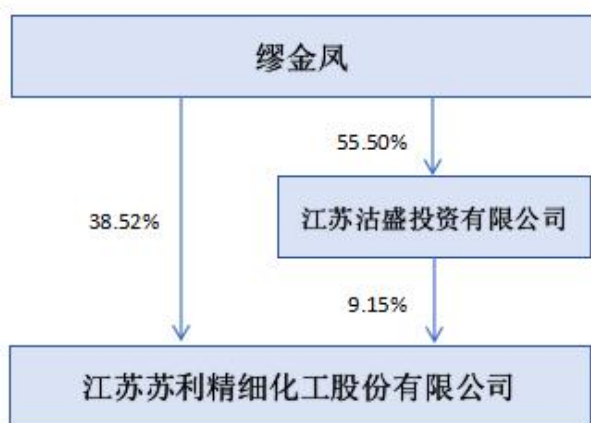 缪金凤
55.50%
江苏沽盛投资有限公司
38.52%
9.15%
江苏苏利精细化工股份有限公司